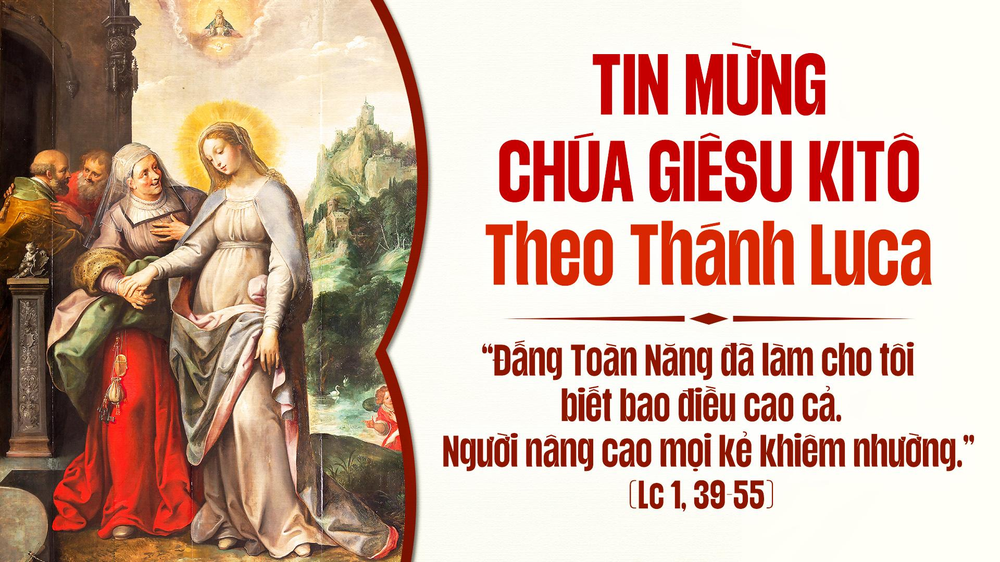 TIN MỪNG
CHÚA GIÊSU KITÔ
Theo Thánh Luca
“Đấng Toàn Năng đã làm cho tôi
biết bao điều cao cả.
Người nâng cao mọi kẻ khiêm nhường.”
(Lc 1, 39-55)